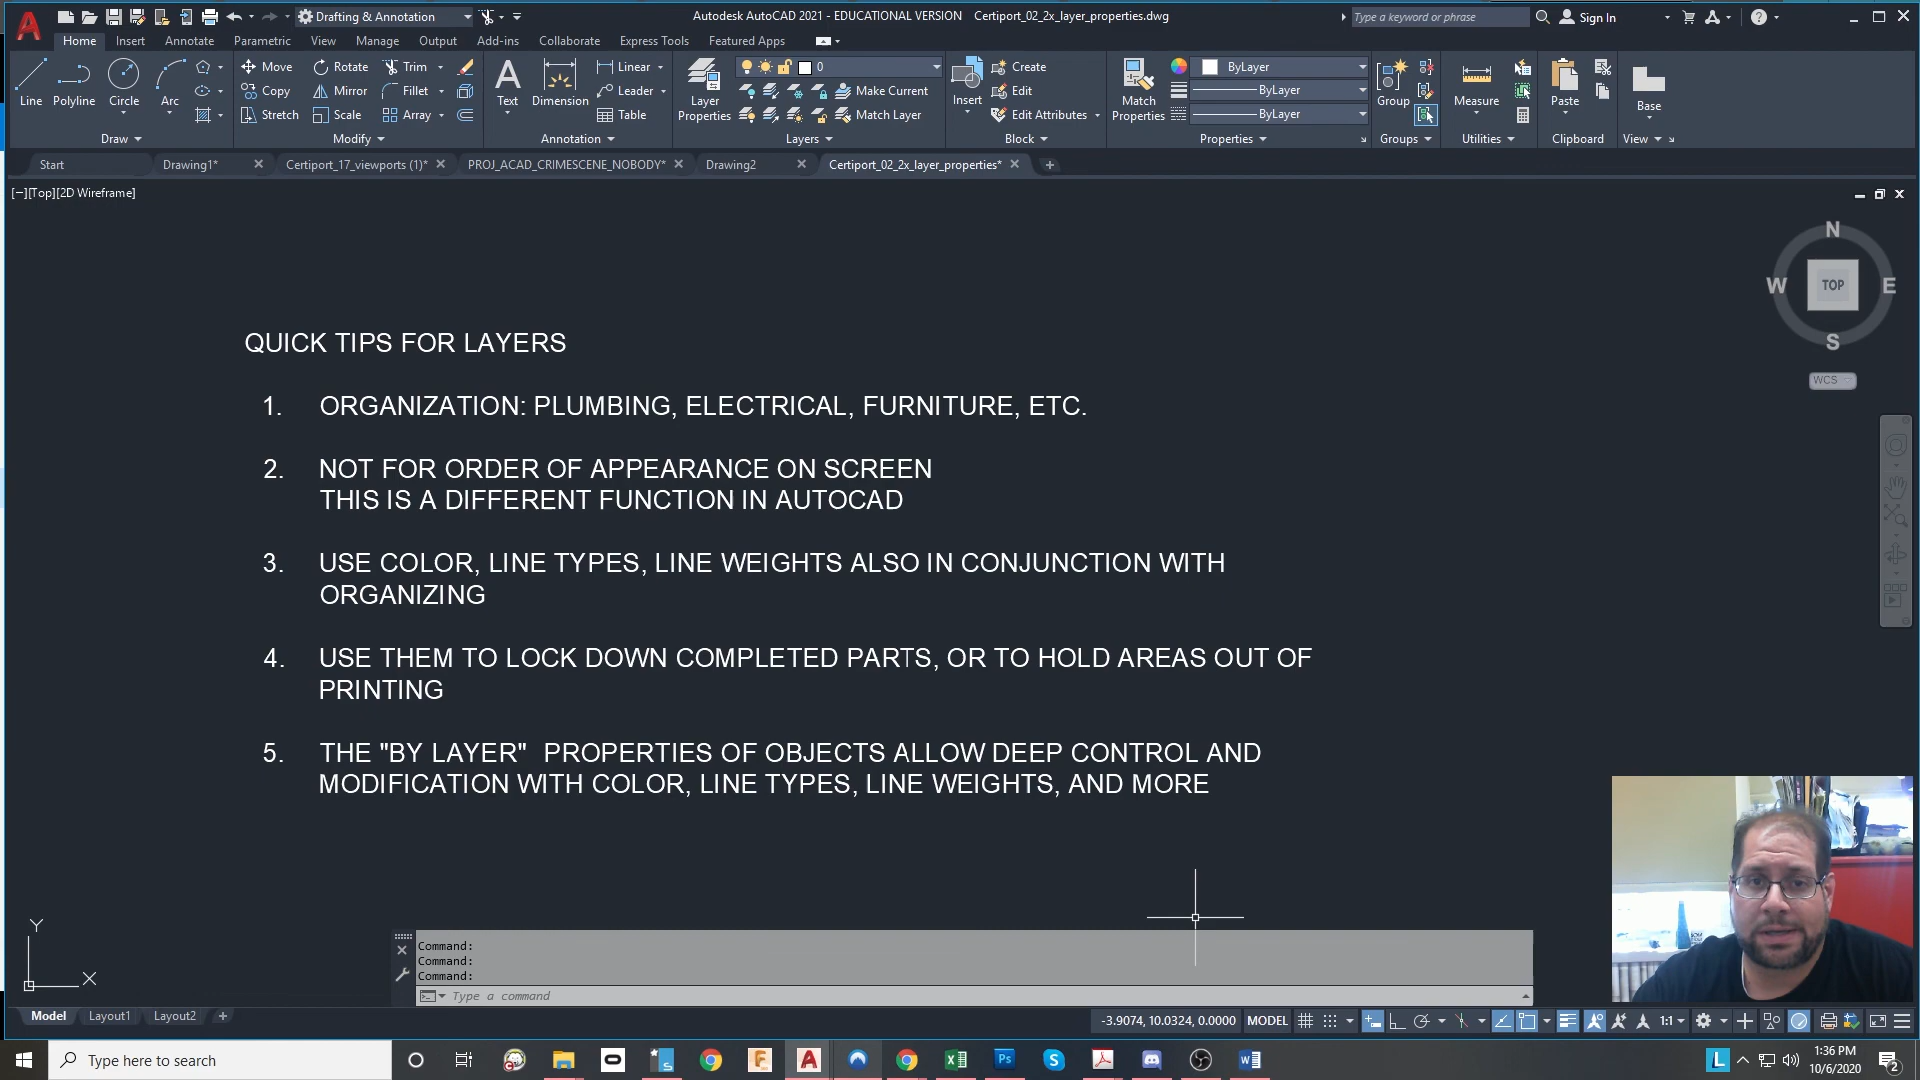 Drafting & Annotation
Autodesk AutoCAD 2021 - EDUCATIONAL VERSION Certiport_02_2x_layer_properties.dwg
Type a keyword or phrase
Sign In
Home Insert Annotate Parametric View Manage Output Add-ins Collaborate Express Tools Featured Apps
Line Polyline Circle Arc
Move Rotate Trim
Copy Mirror Fillet
Stretch Scale Array
Text Dimension
Linear
Leader
Table
Layer Properties
0
Make Current
Match Layer
Insert
Create
Edit
Edit Attributes
Match Properties
ByLayer
ByLayer
ByLayer
Group
Measure
Paste
Base
Draw Modify Annotation Layers Block Properties Groups Utilities Clipboard View
Start Drawing1* Certiport_17_viewports (1)* PROJ_ACAD_CRIMESCENE_NOBODY* Drawing2 Certiport_02_2x_layer_properties*
[−][Top][2D Wireframe]
N
W TOP E
S
WCS
QUICK TIPS FOR LAYERS
1. ORGANIZATION: PLUMBING, ELECTRICAL, FURNITURE, ETC.
2. NOT FOR ORDER OF APPEARANCE ON SCREEN
THIS IS A DIFFERENT FUNCTION IN AUTOCAD
3. USE COLOR, LINE TYPES, LINE WEIGHTS ALSO IN CONJUNCTION WITH
ORGANIZING
4. USE THEM TO LOCK DOWN COMPLETED PARTS, OR TO HOLD AREAS OUT OF
PRINTING
5. THE "BY LAYER" PROPERTIES OF OBJECTS ALLOW DEEP CONTROL AND
MODIFICATION WITH COLOR, LINE TYPES, LINE WEIGHTS, AND MORE
Y
X
Command:
Command:
Command:
Type a command
Model Layout1 Layout2
-3.9074, 10.0324, 0.0000 MODEL 1:1
Type here to search
1:36 PM
10/6/2020
2